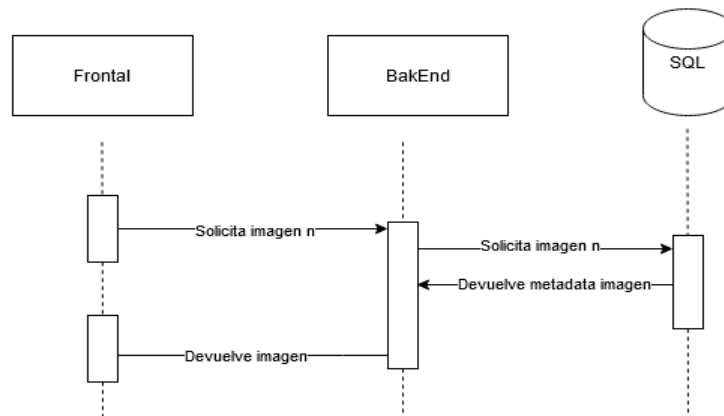 Frontal
BakEnd
SQL
Solicita imagen n
Solicita imagen n
Devuelve metadata imagen
Devuelve imagen